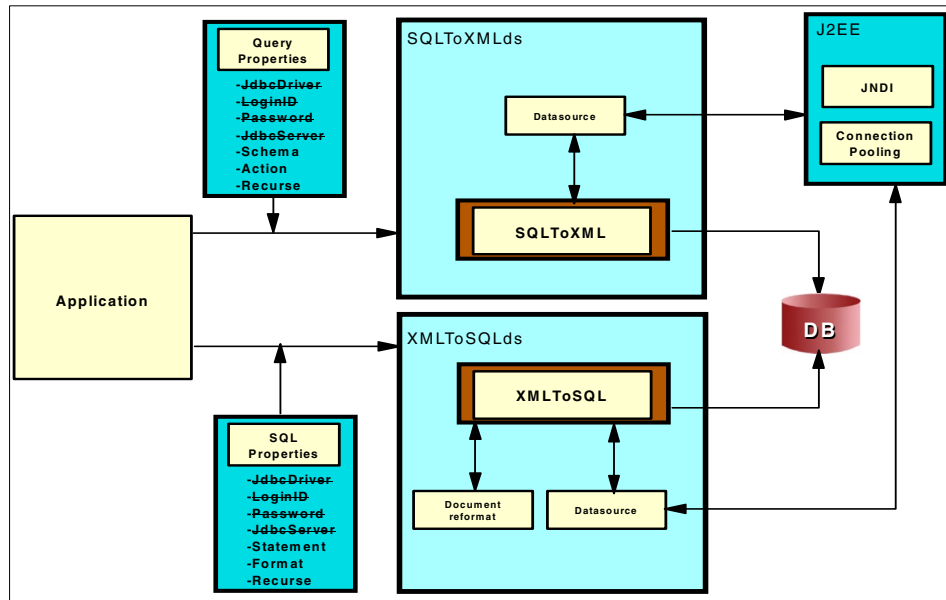 Query
Properties
-JdbcDriver
-LoginID
-Password
-JdbcServer
-Schema
-Action
-Recurse
SQLToXMLds
Datasource
SQLToXML
J2EE
JNDI
Connection
Pooling
Application
DB
XMLToSQLds
XMLToSQL
Document
reformat
Datasource
SQL
Properties
-JdbcDriver
-LoginID
-Password
-JdbcServer
-Statement
-Format
-Recurse